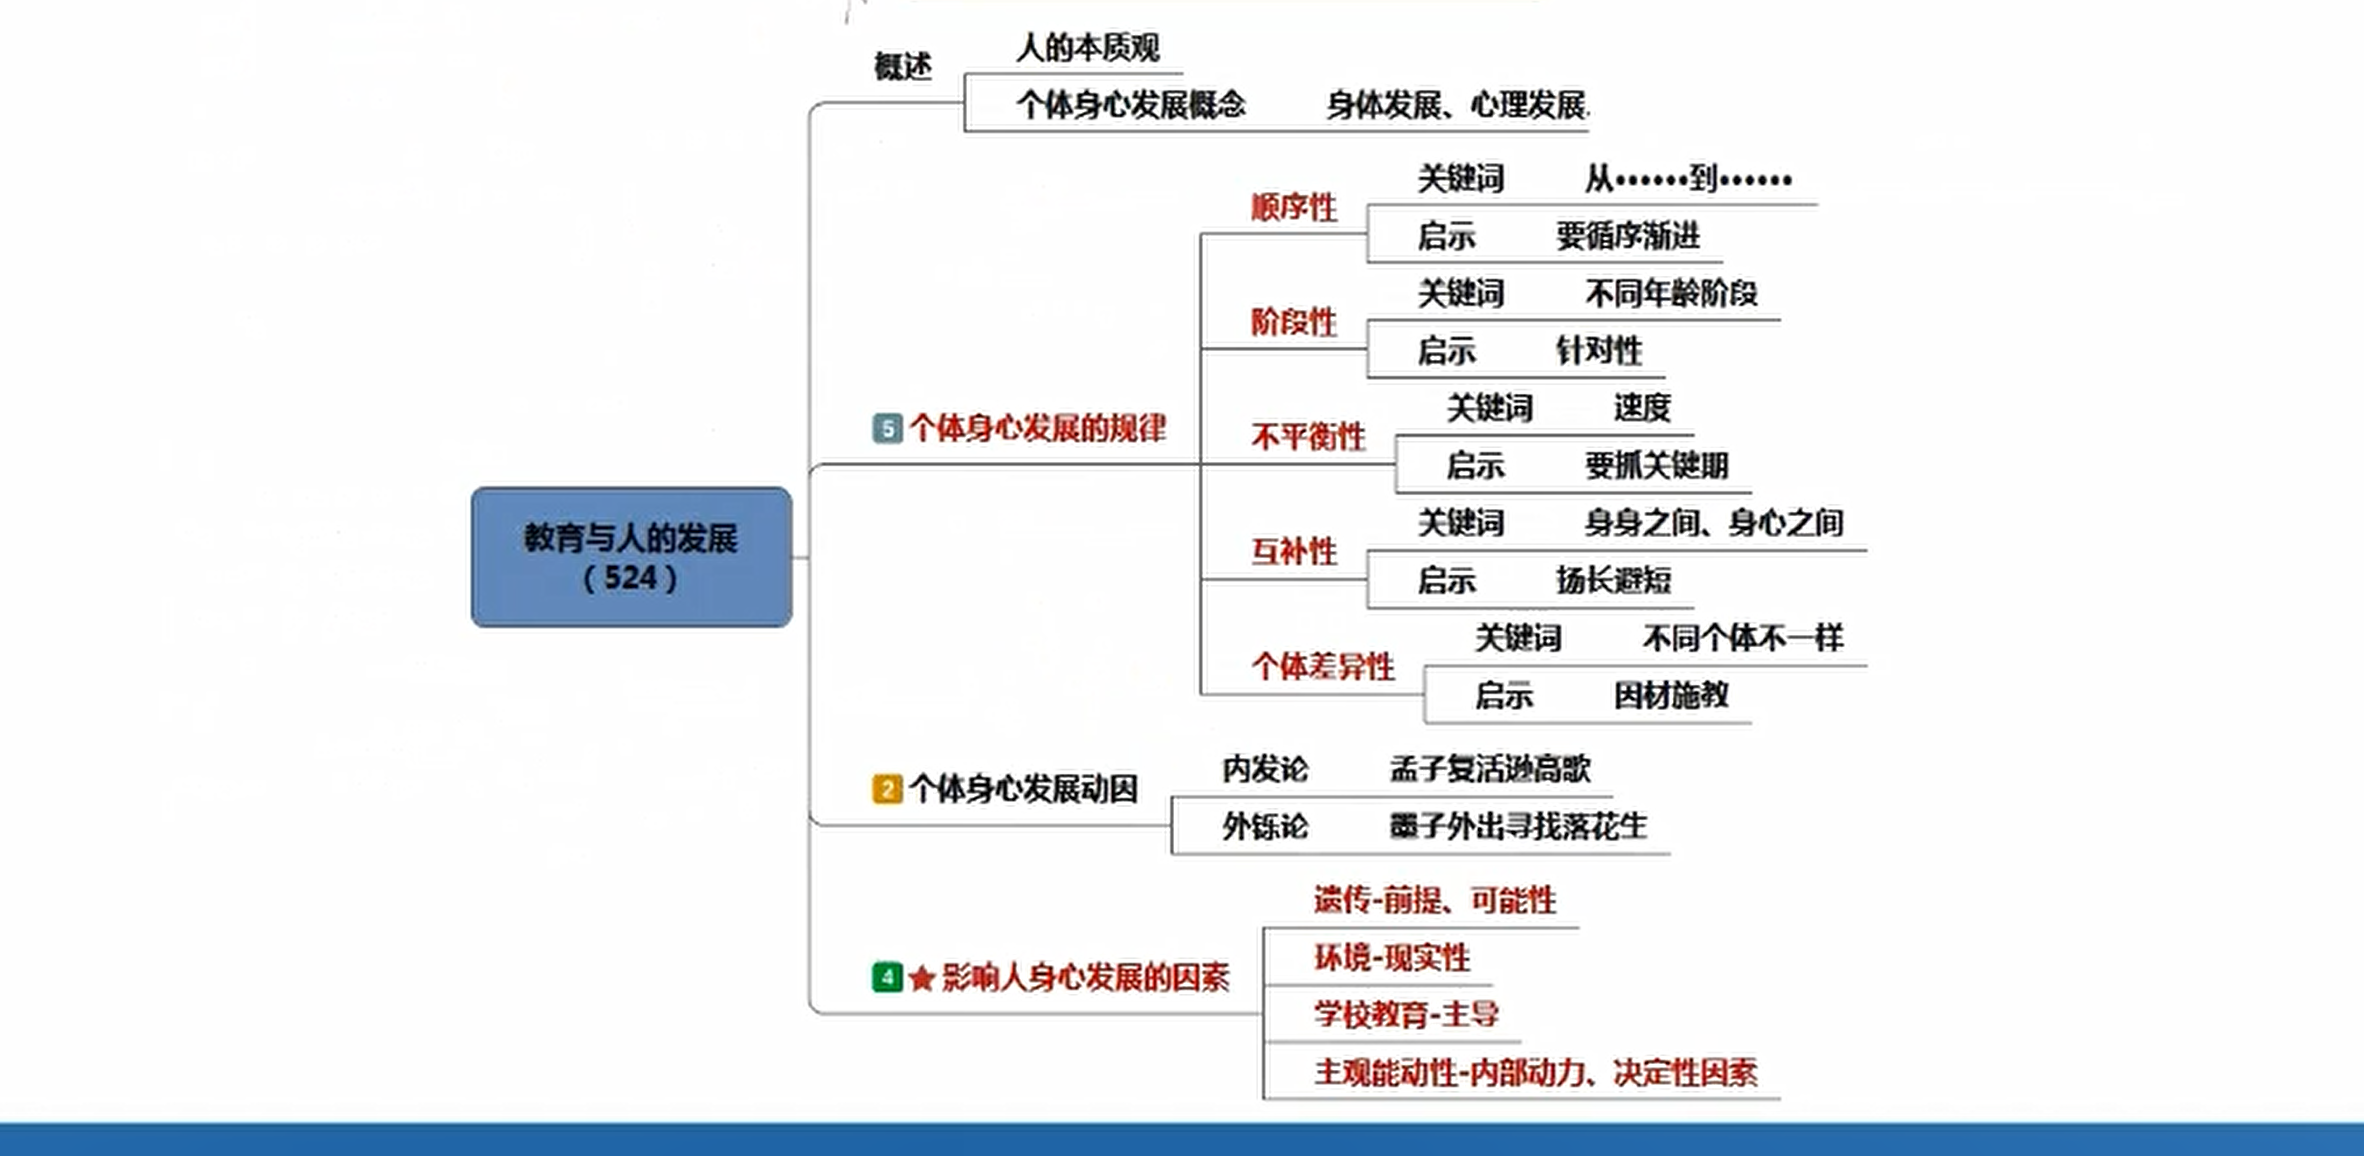 概述
人的本质观
个体身心发展概念 身体发展、心理发展
教育与人的发展
（524）
5 个体身心发展的规律
顺序性
关键词 从……到……
启示 要循序渐进
阶段性
关键词 不同年龄阶段
启示 针对性
不平衡性
关键词 速度
启示 要抓关键期
互补性
关键词 身身之间、身心之间
启示 扬长避短
个体差异性
关键词 不同个体不一样
启示 因材施教
2 个体身心发展动因
内发论 孟子复活逊高歌
外铄论 墨子外出寻找落花生
4 ★影响人身心发展的因素
遗传-前提、可能性
环境-现实性
学校教育-主导
主观能动性-内部动力、决定性因素